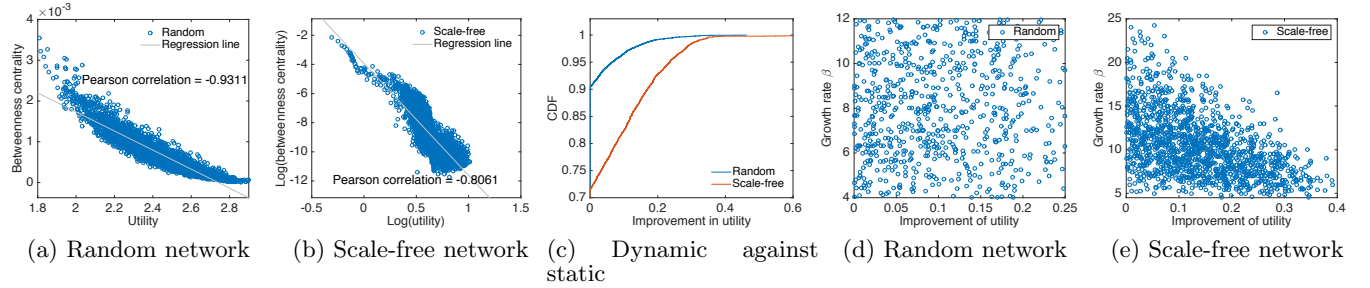 4 × 10⁻³
Random
Regression line
Pearson correlation = -0.9311
3
2
1
0
1.8 2 2.2 2.4 2.6 2.8
Betweenness centrality
Utility
(a) Random network
0
-2
-4
-6
-8
-10
-12
Scale-free
Regression line
Pearson correlation = -0.8061
-0.5 0 0.5 1 1.5
Log(betweenness centrality)
Log(utility)
(b) Scale-free network
1
0.95
0.9
0.85
0.8
0.75
0.7
Random
Scale-free
0 0.2 0.4 0.6
CDF
Improvement in utility
(c) Dynamic against
static
12
10
8
6
4
Random
0 0.05 0.1 0.15 0.2 0.25
Growth rate β
Improvement of utility
(d) Random network
25
20
15
10
5
Scale-free
0 0.1 0.2 0.3 0.4
Growth rate β
Improvement of utility
(e) Scale-free network